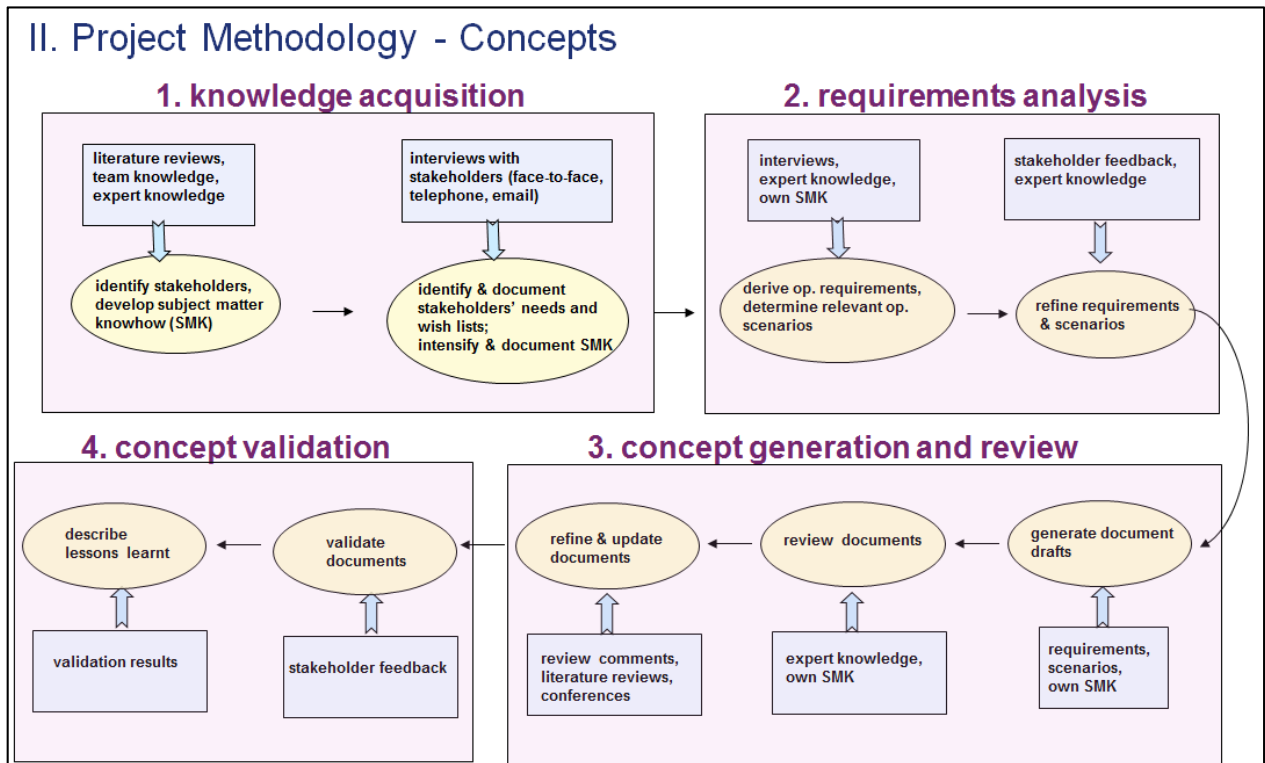 II. Project Methodology - Concepts
1. knowledge acquisition
literature reviews,
team knowledge,
expert knowledge
interviews with
stakeholders (face-to-face,
telephone, email)
identify stakeholders,
develop subject matter
knowhow (SMK)
identify & document
stakeholders' needs and
wish lists;
intensify & document SMK
2. requirements analysis
interviews,
expert knowledge,
own SMK
stakeholder feedback,
expert knowledge
derive op. requirements,
determine relevant op.
scenarios
refine requirements
& scenarios
3. concept generation and review
generate document
drafts
review documents
refine & update
documents
requirements,
scenarios,
own SMK
expert knowledge,
own SMK
review comments,
literature reviews,
conferences
4. concept validation
validate
documents
describe
lessons learnt
stakeholder feedback
validation results